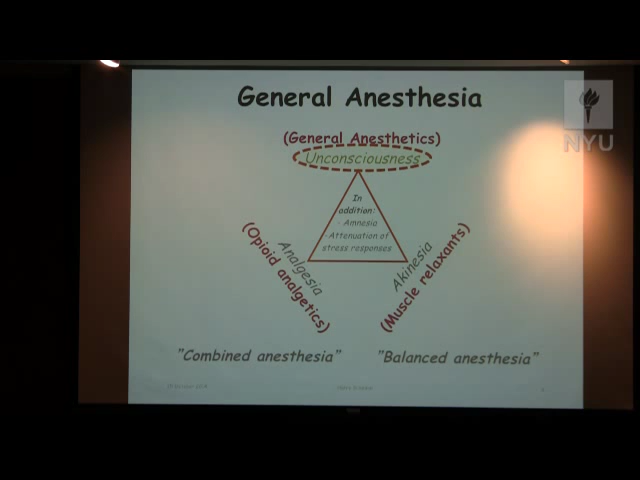 General Anesthesia
NYU
(General Anesthetics)
Unconsciousness
In
addition:
- Amnesia
-Attenuation of
stress responses
Analgesia
(Opioid analgetics)
Akinesia
(Muscle relaxants)
"Combined anesthesia"
"Balanced anesthesia"